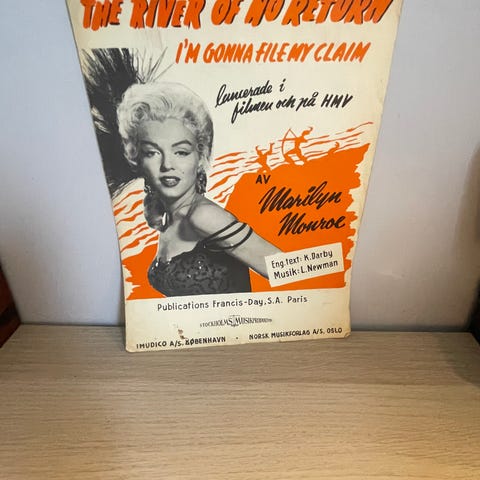 THE RIVER OF NO RETURN
I'M GONNA FILE MY CLAIM
lancerade i
filmen och på HMV
AV
Marilyn
Monroe
Eng. text: K. Darby
Musik: L. Newman
Publications Francis-Day, S.A. Paris
STOCKHOLMS MUSIKPRODUKTION
IMUDICO A/S, KØBENHAVN · NORSK MUSIKFORLAG A/S, OSLO